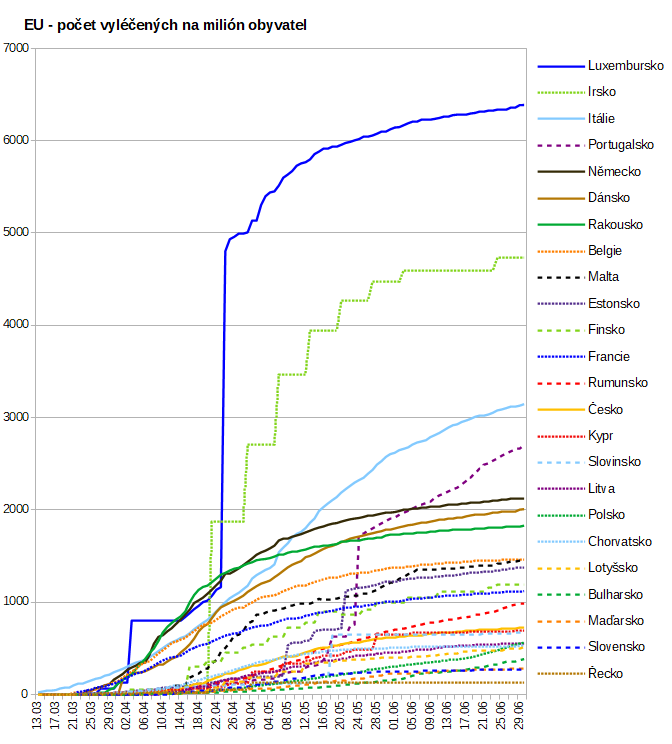 EU - počet vyléčených na milión obyvatel
7000
6000
5000
4000
3000
2000
1000
0
13.03
17.03
21.03
25.03
29.03
02.04
06.04
10.04
14.04
18.04
22.04
26.04
30.04
04.05
08.05
12.05
16.05
20.05
24.05
28.05
01.06
05.06
09.06
13.06
17.06
21.06
25.06
29.06
Luxembursko
Irsko
Itálie
Portugalsko
Německo
Dánsko
Rakousko
Belgie
Malta
Estonsko
Finsko
Francie
Rumunsko
Česko
Kypr
Slovinsko
Litva
Polsko
Chorvatsko
Lotyšsko
Bulharsko
Maďarsko
Slovensko
Řecko